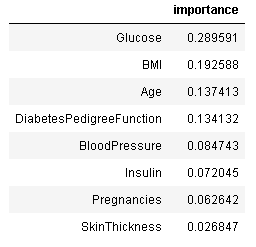 importance
Glucose 0.289591
BMI 0.192588
Age 0.137413
DiabetesPedigreeFunction 0.134132
BloodPressure 0.084743
Insulin 0.072045
Pregnancies 0.062642
SkinThickness 0.026847